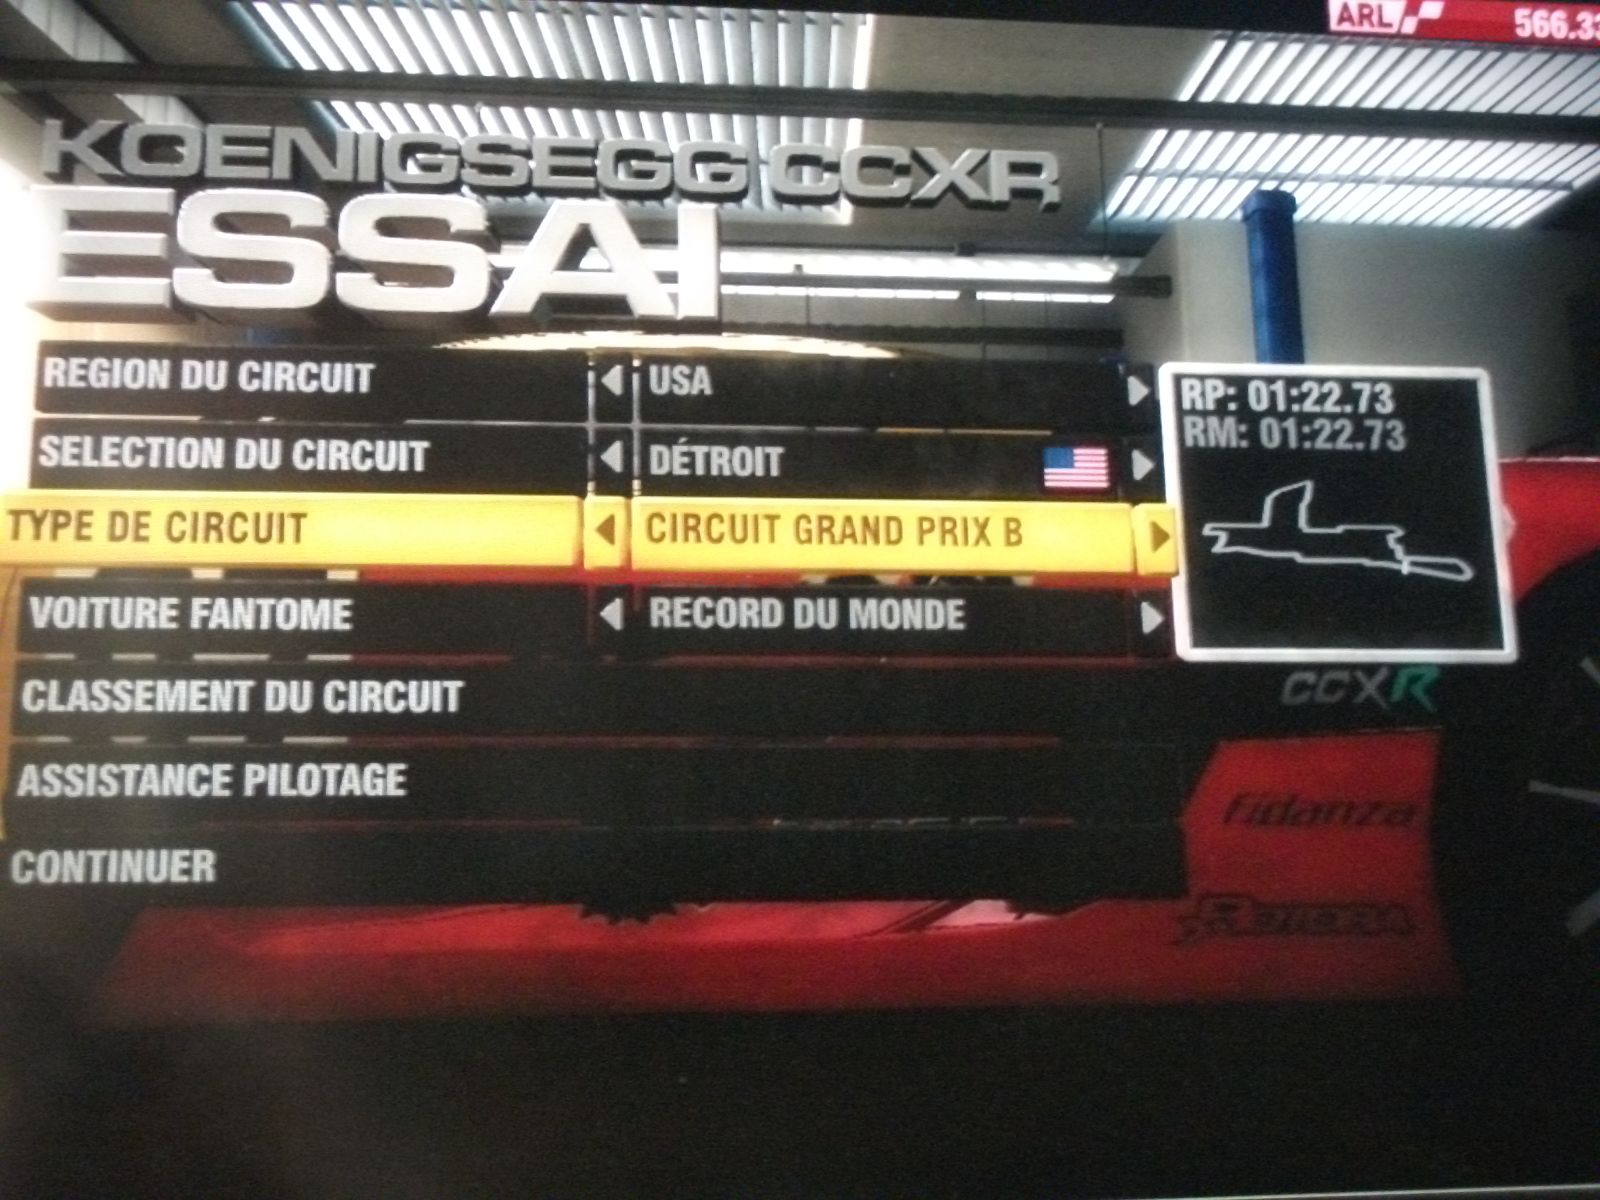 ARL
566.33
KOENIGSEGG CCXR
ESSAI
REGION DU CIRCUIT
USA
SELECTION DU CIRCUIT
DÉTROIT
TYPE DE CIRCUIT
CIRCUIT GRAND PRIX B
VOITURE FANTOME
RECORD DU MONDE
CLASSEMENT DU CIRCUIT
ASSISTANCE PILOTAGE
CONTINUER
RP: 01:22.73
RM: 01:22.73
CCXR
Fidanza